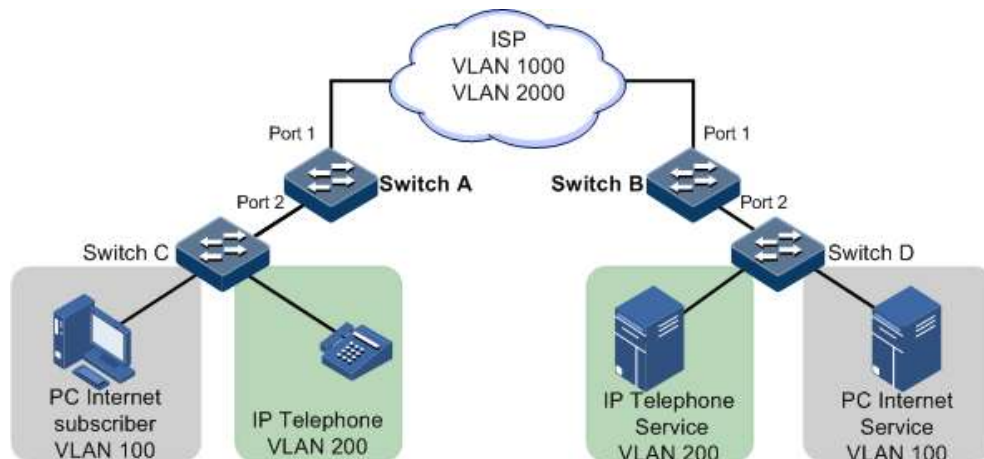 ISP
VLAN 1000
VLAN 2000
Port 1
Port 1
Switch A
Switch B
Port 2
Port 2
Switch C
Switch D
PC Internet
subscriber
VLAN 100
IP Telephone
VLAN 200
IP Telephone
Service
VLAN 200
PC Internet
Service
VLAN 100